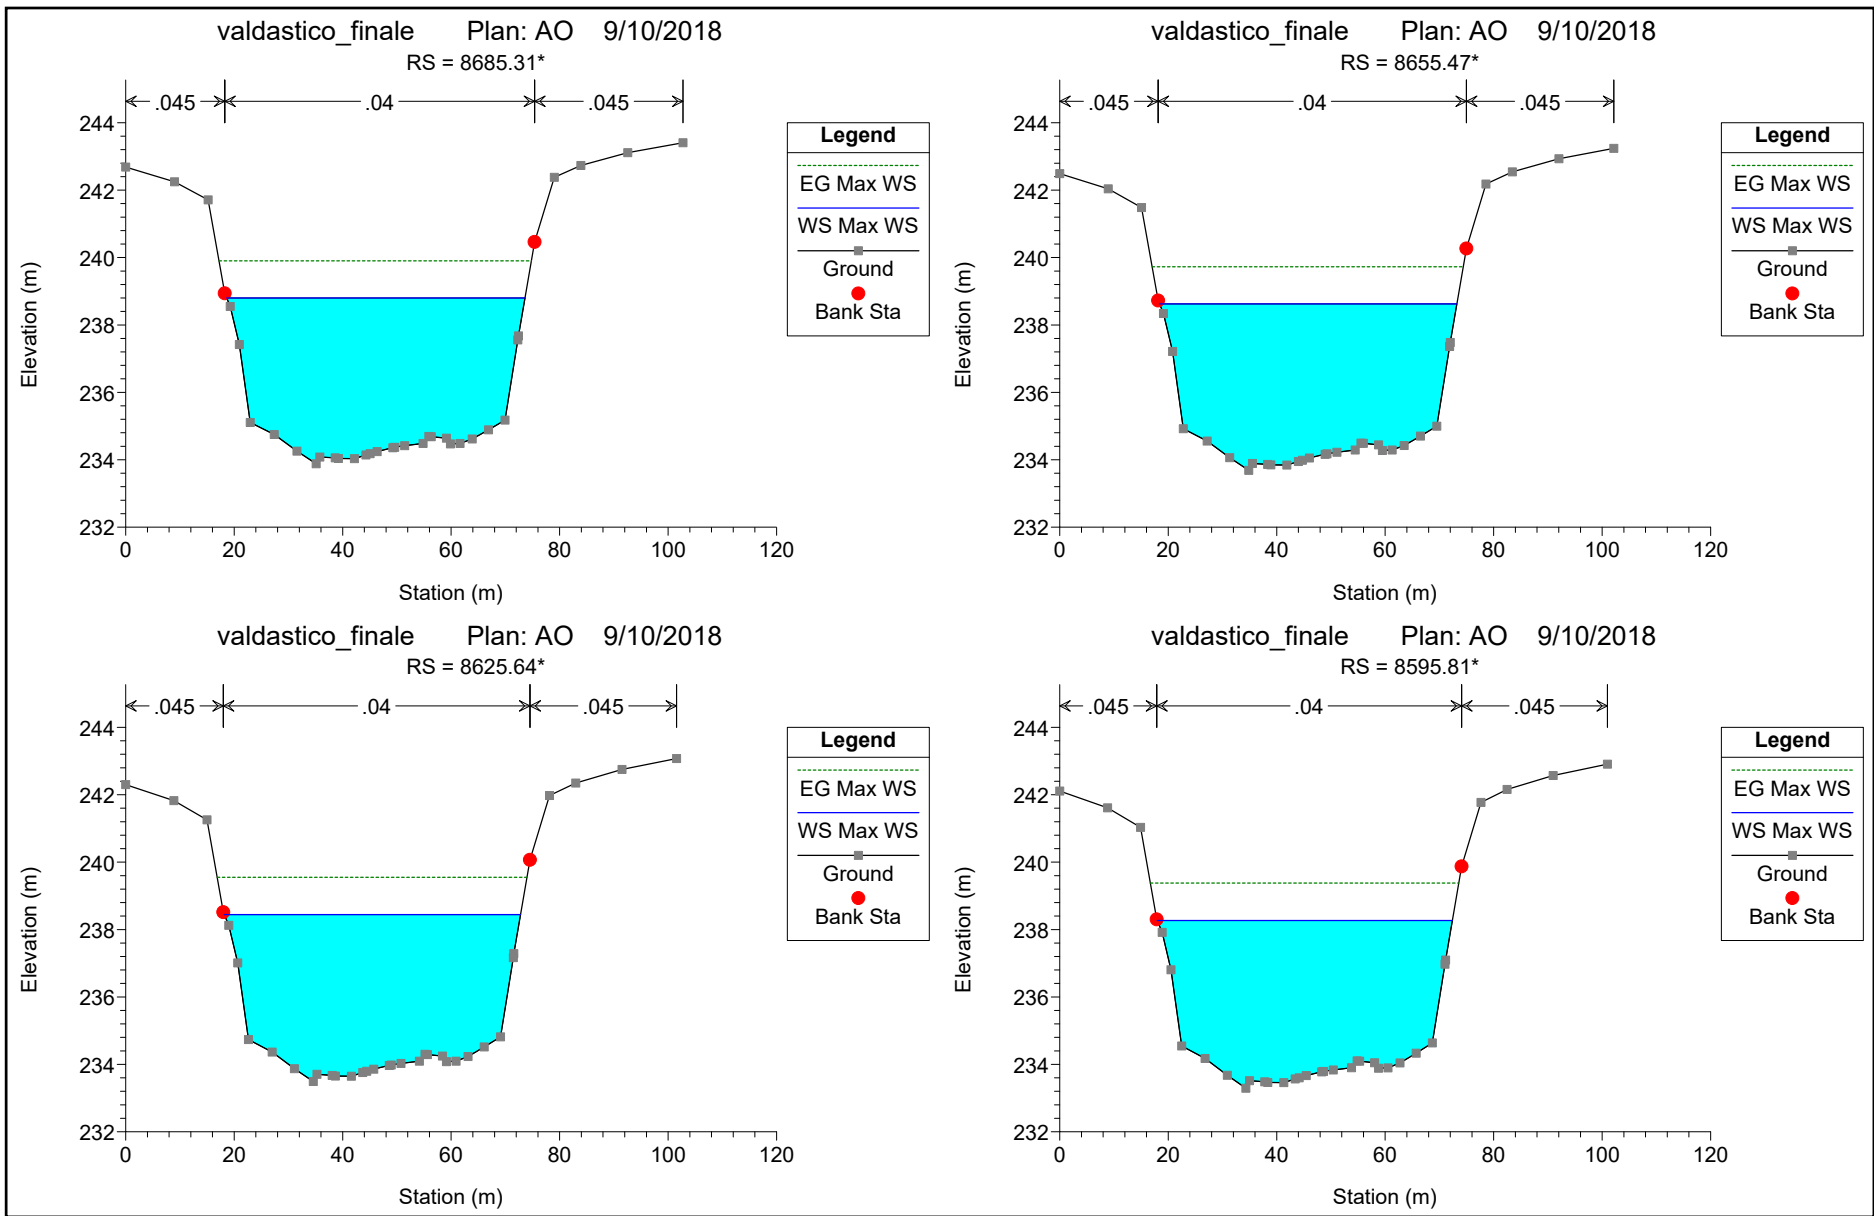 valdastico_finale Plan: AO 9/10/2018
RS = 8685.31*
.045 .04 .045
244
242
240
238
236
234
232
0 20 40 60 80 100 120
Elevation (m)
Station (m)
Legend
EG Max WS
WS Max WS
Ground
Bank Sta
valdastico_finale Plan: AO 9/10/2018
RS = 8655.47*
.045 .04 .045
244
242
240
238
236
234
232
0 20 40 60 80 100 120
Elevation (m)
Station (m)
Legend
EG Max WS
WS Max WS
Ground
Bank Sta
valdastico_finale Plan: AO 9/10/2018
RS = 8625.64*
.045 .04 .045
244
242
240
238
236
234
232
0 20 40 60 80 100 120
Elevation (m)
Station (m)
Legend
EG Max WS
WS Max WS
Ground
Bank Sta
valdastico_finale Plan: AO 9/10/2018
RS = 8595.81*
.045 .04 .045
244
242
240
238
236
234
232
0 20 40 60 80 100 120
Elevation (m)
Station (m)
Legend
EG Max WS
WS Max WS
Ground
Bank Sta